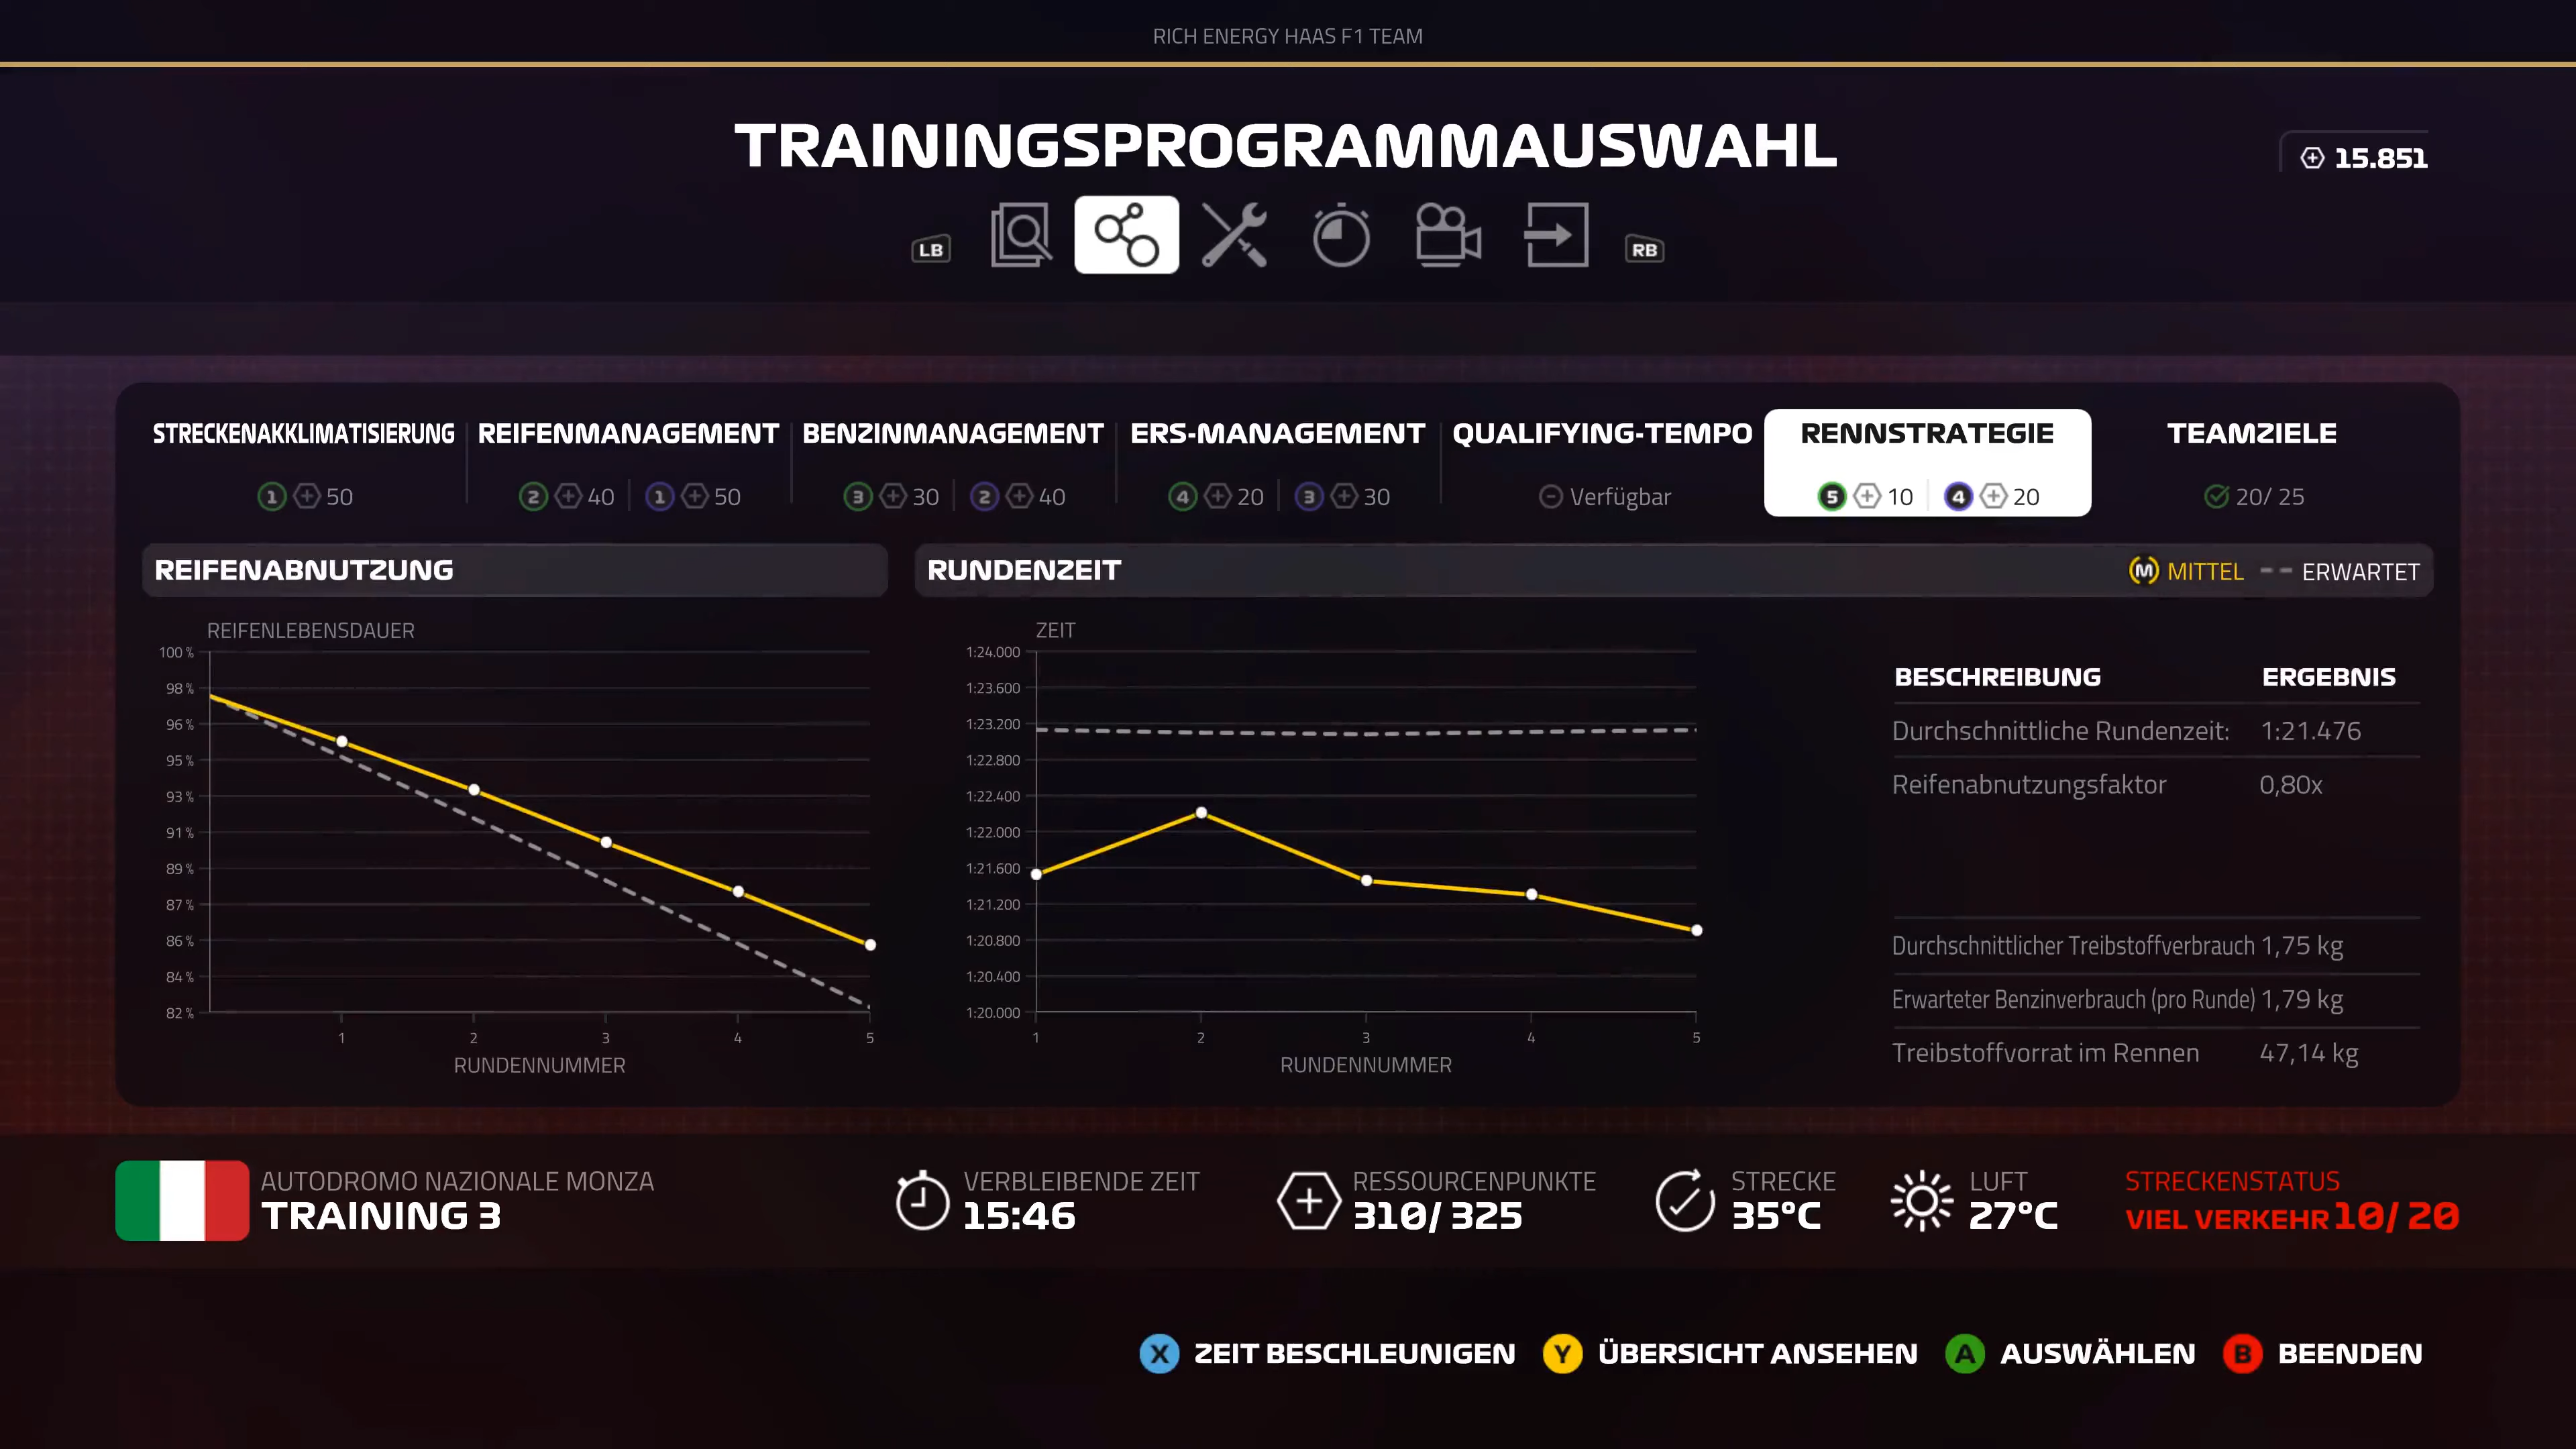 RICH ENERGY HAAS F1 TEAM
TRAININGSPROGRAMMAUSWAHL
15.851
LB RB
STRECKENAKKLIMATISIERUNG REIFENMANAGEMENT BENZINMANAGEMENT ERS-MANAGEMENT QUALIFYING-TEMPO RENNSTRATEGIE TEAMZIELE
1 50 2 40 1 50 3 30 2 40 4 20 3 30 Verfügbar 5 10 4 20 20/ 25
REIFENABNUTZUNG
REIFENLEBENSDAUER
100 %
98 %
96 %
95 %
93 %
91 %
89 %
87 %
86 %
84 %
82 %
1 2 3 4 5
RUNDENNUMMER
RUNDENZEIT
M MITTEL -- ERWARTET
ZEIT
1:24.000
1:23.600
1:23.200
1:22.800
1:22.400
1:22.000
1:21.600
1:21.200
1:20.800
1:20.400
1:20.000
1 2 3 4 5
RUNDENNUMMER
BESCHREIBUNG ERGEBNIS
Durchschnittliche Rundenzeit: 1:21.476
Reifenabnutzungsfaktor 0,80x
Durchschnittlicher Treibstoffverbrauch 1,75 kg
Erwarteter Benzinverbrauch (pro Runde) 1,79 kg
Treibstoffvorrat im Rennen 47,14 kg
AUTODROMO NAZIONALE MONZA
TRAINING 3
VERBLEIBENDE ZEIT
15:46
RESSOURCENPUNKTE
310/ 325
STRECKE
35°C
LUFT
27°C
STRECKENSTATUS
VIEL VERKEHR 10/ 20
X ZEIT BESCHLEUNIGEN Y ÜBERSICHT ANSEHEN A AUSWÄHLEN B BEENDEN